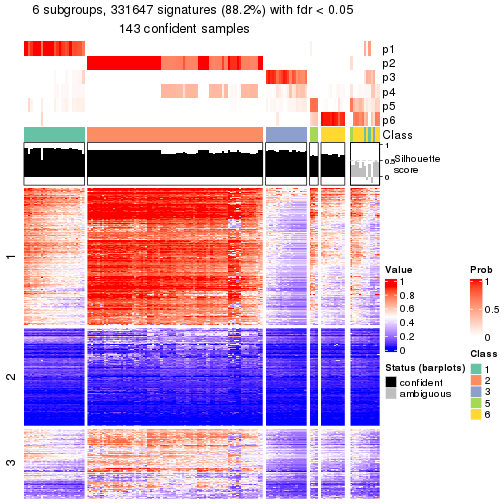 6 subgroups, 331647 signatures (88.2%) with fdr < 0.05
143 confident samples
p1
p2
p3
p4
p5
p6
Class
1
0.5
0
Silhouette
score
1
2
3
Value
1
0.8
0.6
0.4
0.2
0
Prob
1
0.5
0
Status (barplots)
confident
ambiguous
Class
1
2
3
5
6